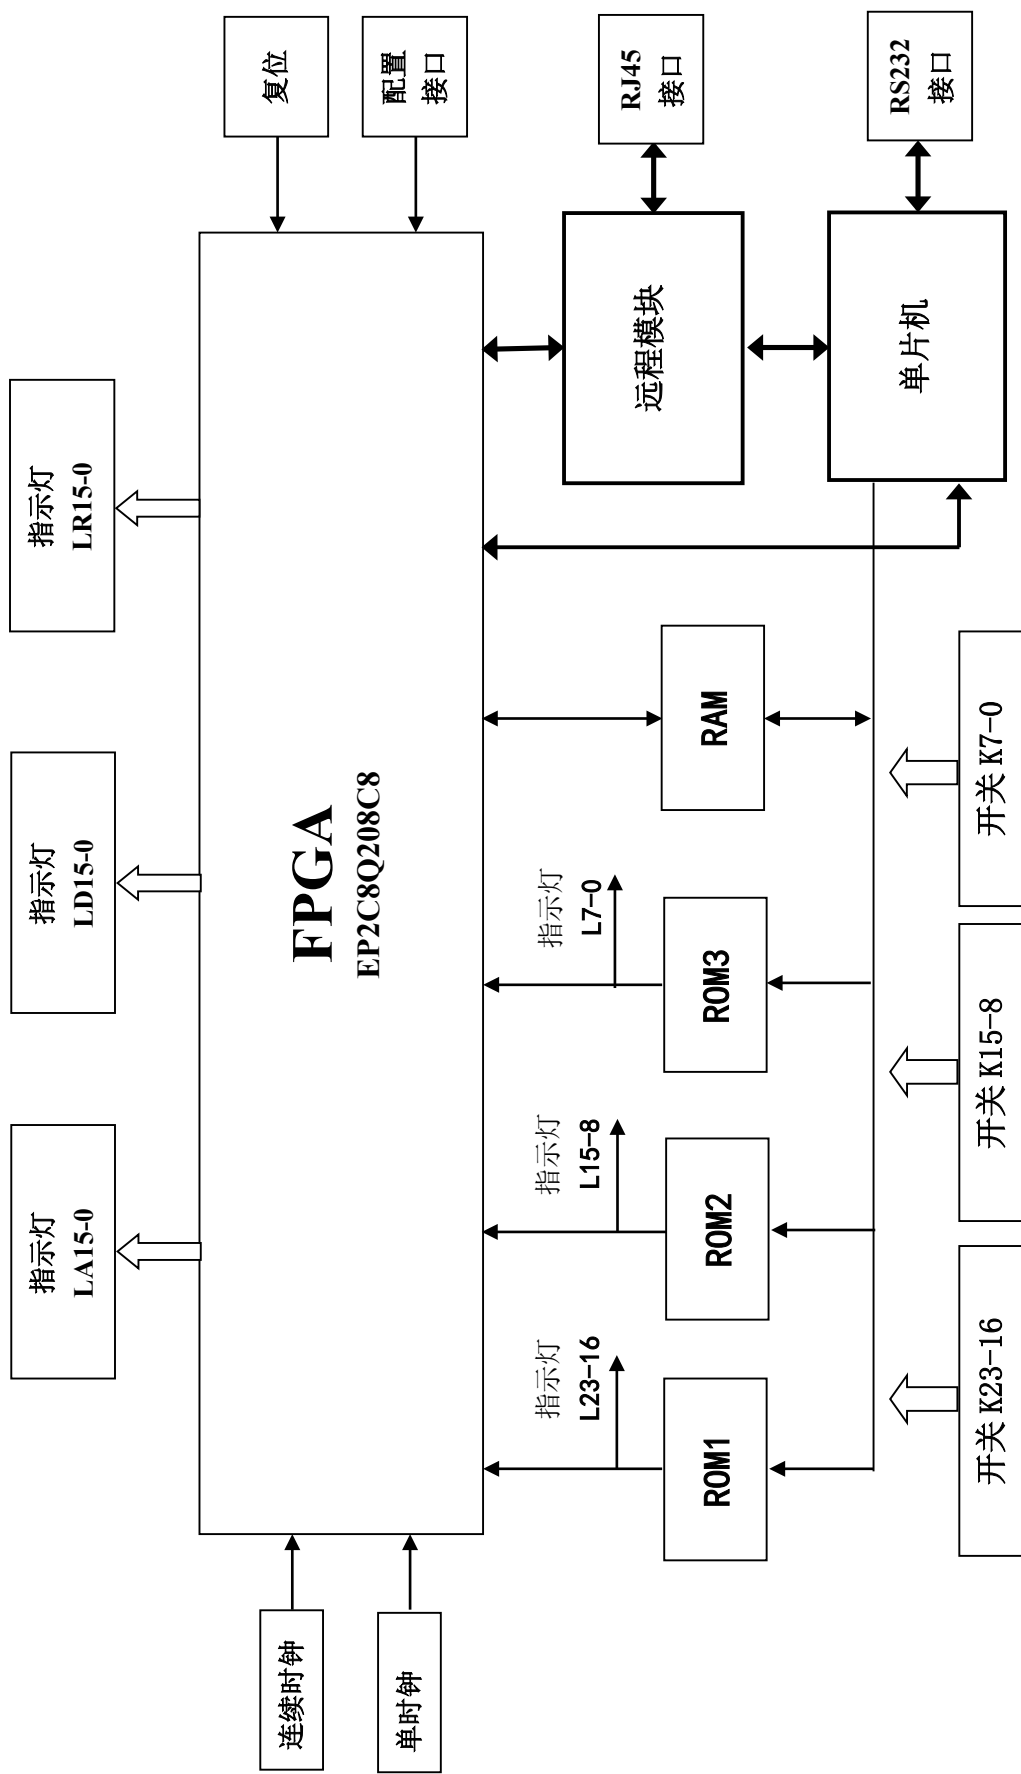 指示灯
LA15-0
指示灯
LD15-0
指示灯
LR15-0
连续时钟
单时钟
FPGA
EP2C8Q208C8
复位
配置
接口
指示灯
L23-16
指示灯
L15-8
指示灯
L7-0
ROM1
ROM2
ROM3
RAM
远程模块
RJ45
接口
单片机
RS232
接口
开关 K23-16
开关 K15-8
开关 K7-0